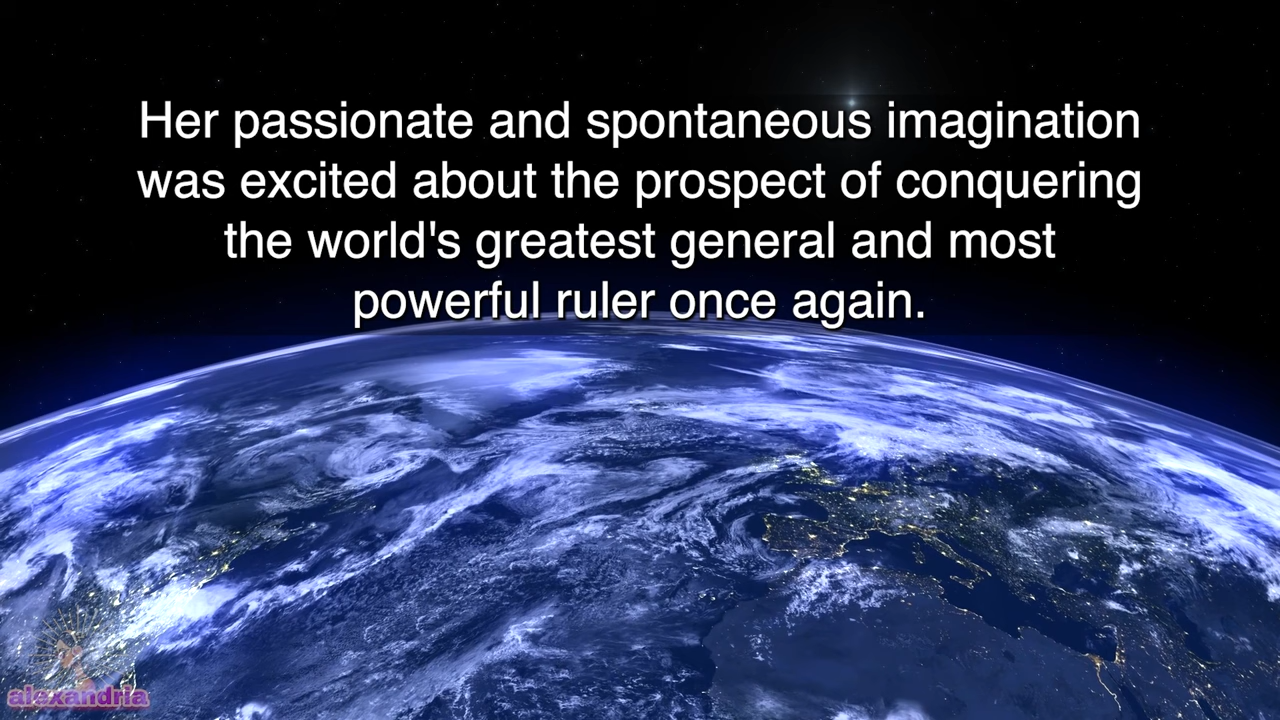 Her passionate and spontaneous imagination
was excited about the prospect of conquering
the world's greatest general and most
powerful ruler once again.
alexandria